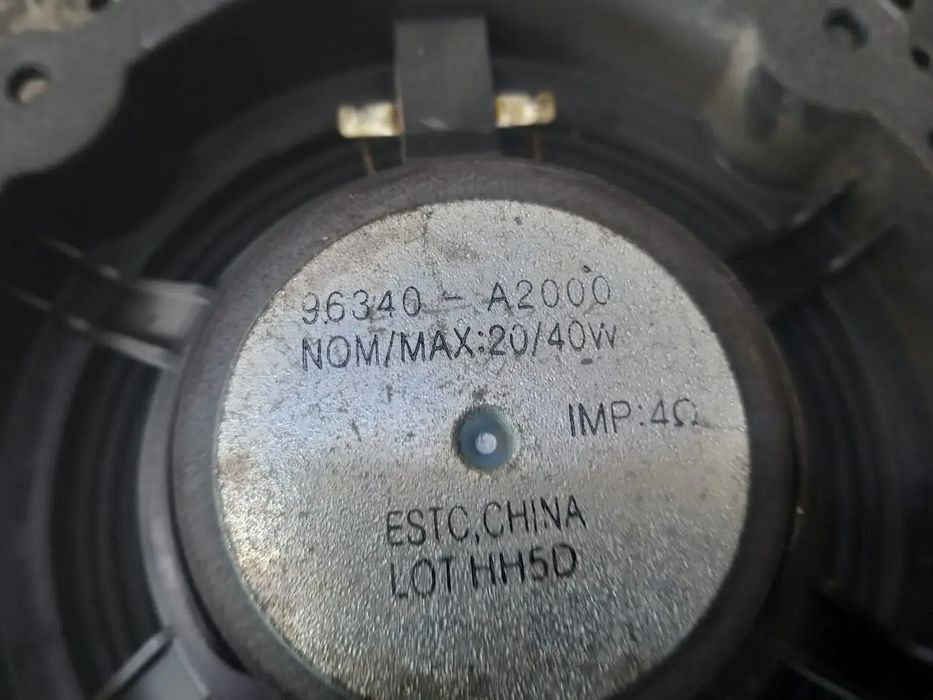 96340-A2000
NOM/MAX:20/40W
IMP:4Ω
ESTC,CHINA
LOT HH5D